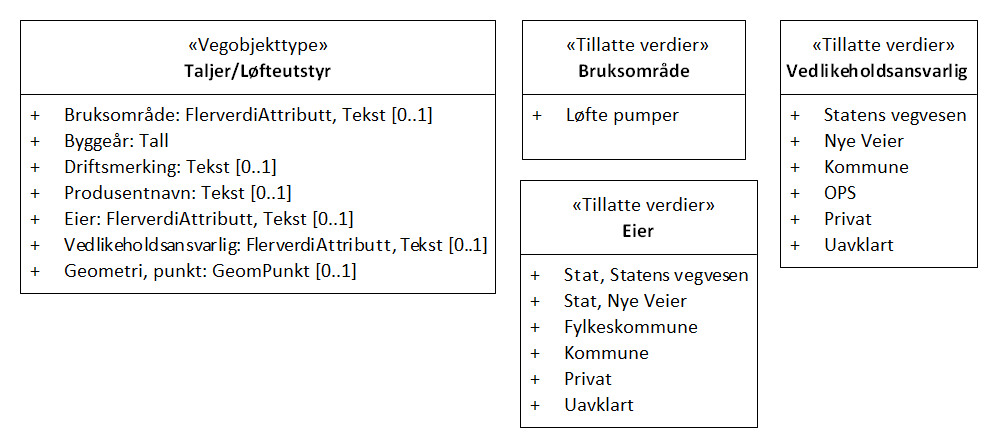 «Vegobjekttype»
Taljer/Løfteutstyr
+ Bruksområde: FlerverdiAttributt, Tekst [0..1]
+ Byggeår: Tall
+ Driftsmerking: Tekst [0..1]
+ Produsentnavn: Tekst [0..1]
+ Eier: FlerverdiAttributt, Tekst [0..1]
+ Vedlikeholdsansvarlig: FlerverdiAttributt, Tekst [0..1]
+ Geometri, punkt: GeomPunkt [0..1]
«Tillatte verdier»
Bruksområde
+ Løfte pumper
«Tillatte verdier»
Eier
+ Stat, Statens vegvesen
+ Stat, Nye Veier
+ Fylkeskommune
+ Kommune
+ Privat
+ Uavklart
«Tillatte verdier»
Vedlikeholdsansvarlig
+ Statens vegvesen
+ Nye Veier
+ Kommune
+ OPS
+ Privat
+ Uavklart